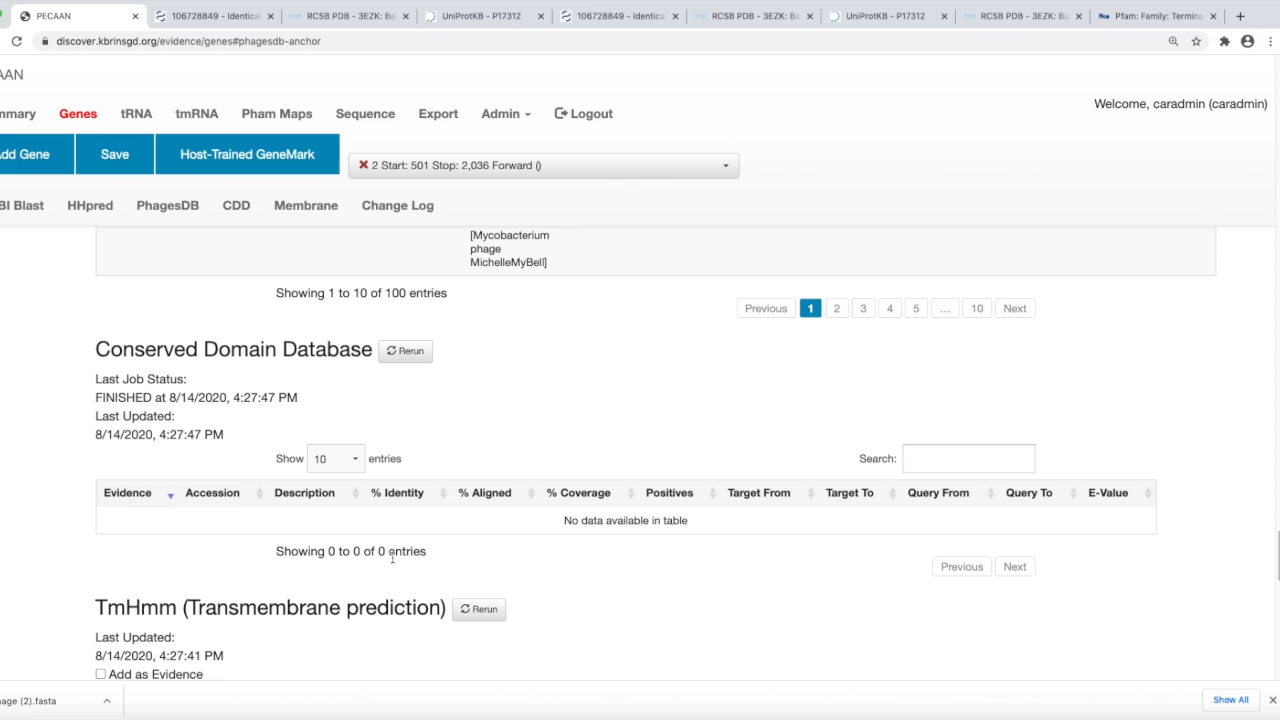 PECAAN
106728849 - Identica
RCSB PDB - 3EZK: Ba
UniProtKB - P17312
106728849 - Identica
RCSB PDB - 3EZK: Ba
UniProtKB - P17312
RCSB PDB - 3EZK: Ba
Pfam: Family: Termina
discover.kbrinsgd.org/evidence/genes#phagesdb-anchor
AAN
Welcome, caradmin (caradmin)
mmary Genes tRNA tmRNA Pham Maps Sequence Export Admin Logout
dd Gene Save Host-Trained GeneMark 2 Start: 501 Stop: 2,036 Forward ()
BI Blast HHpred PhagesDB CDD Membrane Change Log
[Mycobacterium
phage
MichelleMyBell]
Showing 1 to 10 of 100 entries
Previous 1 2 3 4 5 ... 10 Next
Conserved Domain Database Rerun
Last Job Status:
FINISHED at 8/14/2020, 4:27:47 PM
Last Updated:
8/14/2020, 4:27:47 PM
Show 10 entries Search:
Evidence Accession Description % Identity % Aligned % Coverage Positives Target From Target To Query From Query To E-Value
No data available in table
Showing 0 to 0 of 0 entries
Previous Next
TmHmm (Transmembrane prediction) Rerun
Last Updated:
8/14/2020, 4:27:41 PM
Add as Evidence
age (2).fasta
Show All